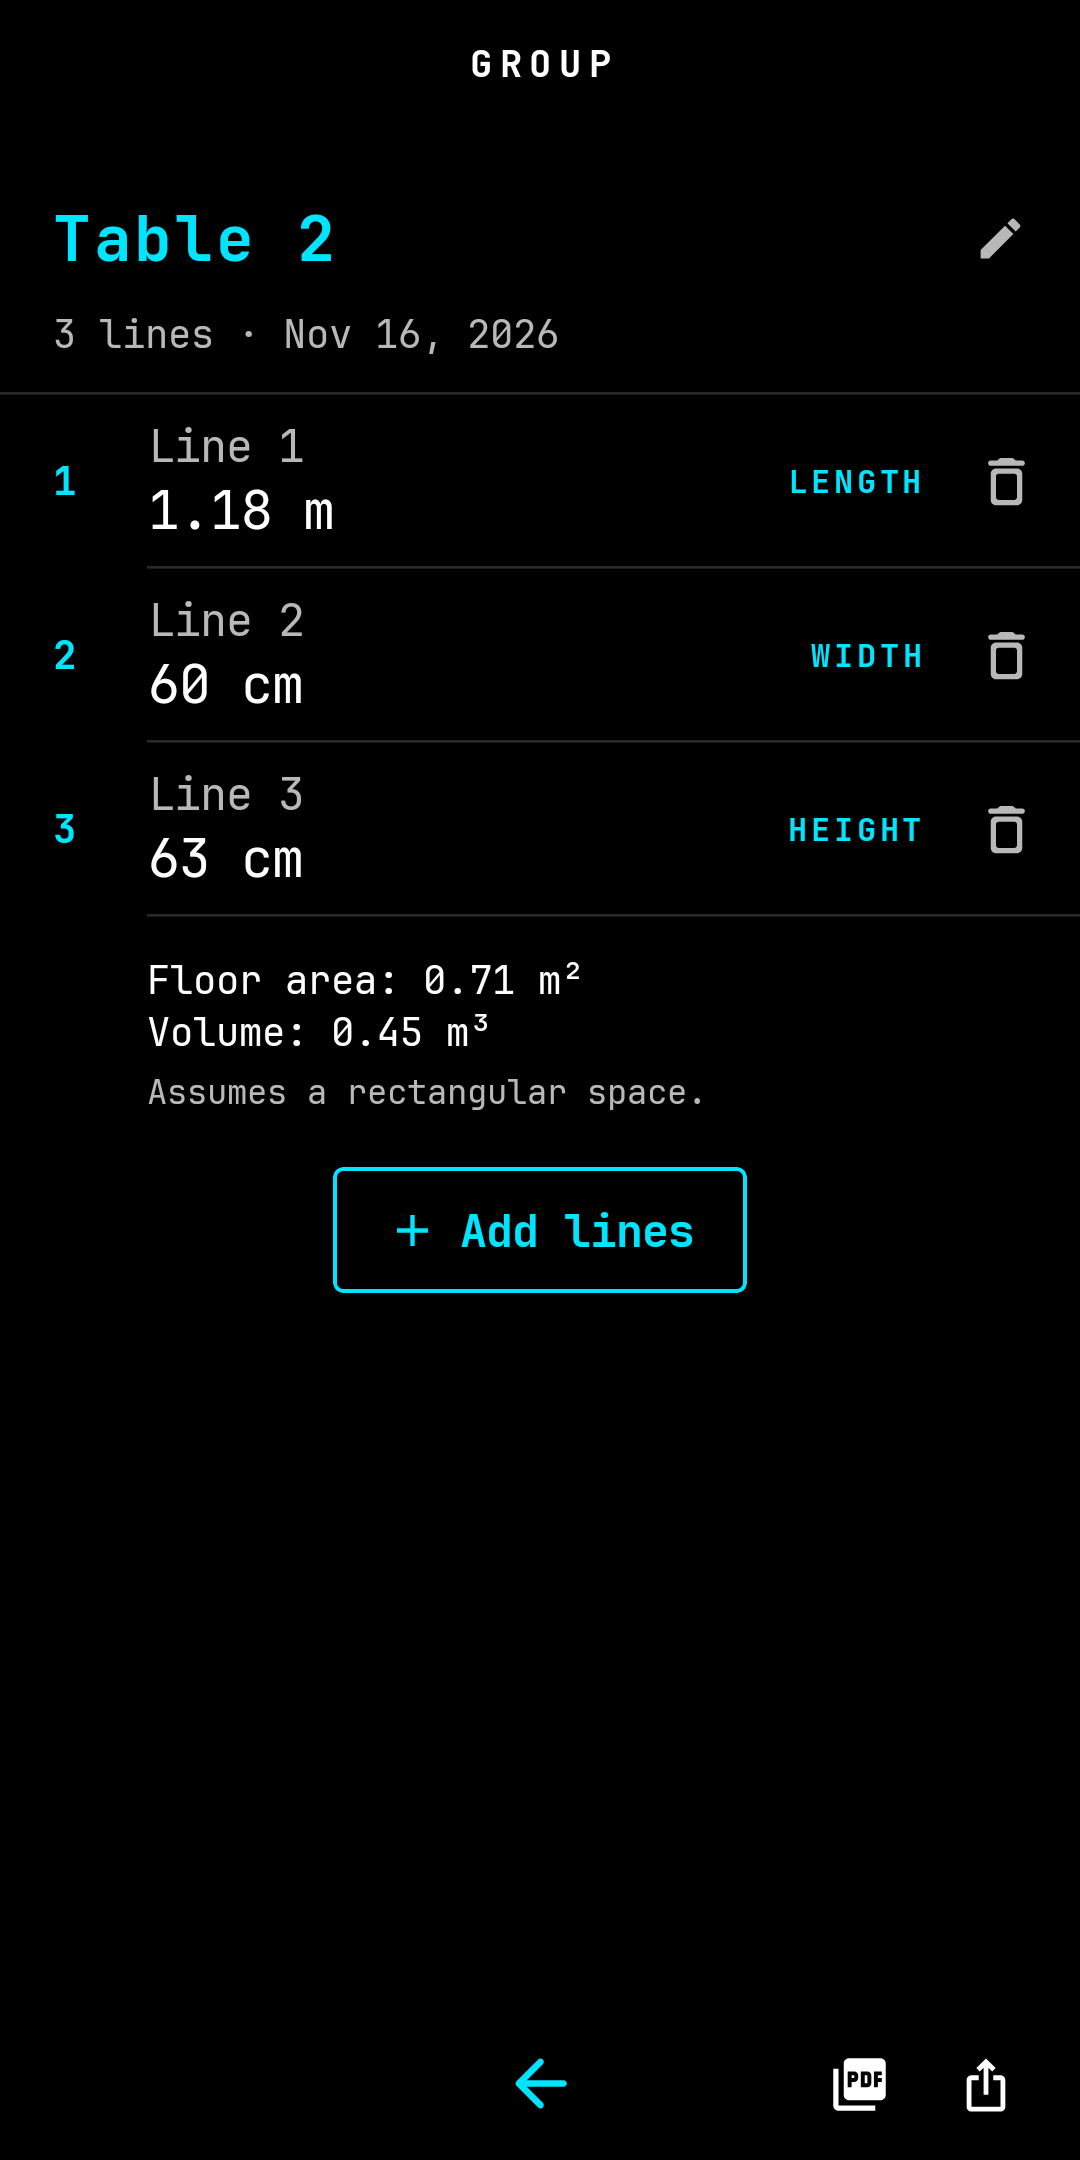 GROUP
Table 2
3 lines · Nov 16, 2026
1
Line 1
1.18 m
LENGTH
2
Line 2
60 cm
WIDTH
3
Line 3
63 cm
HEIGHT
Floor area: 0.71 m²
Volume: 0.45 m³
Assumes a rectangular space.
+ Add lines
PDF